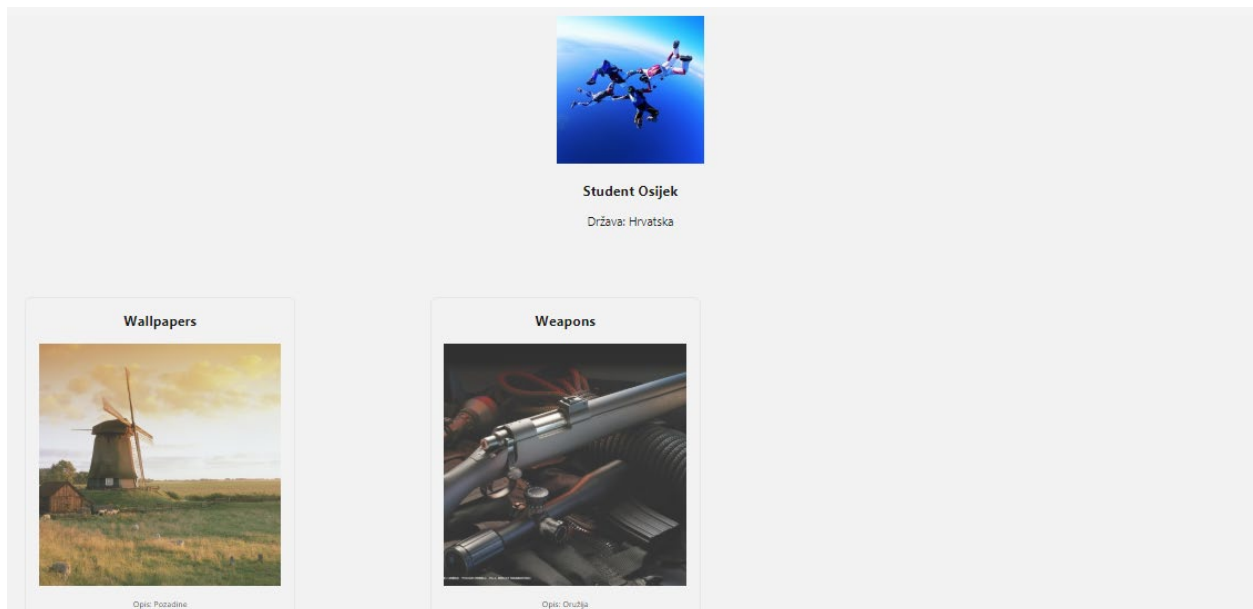 Student Osijek
Država: Hrvatska
Wallpapers
Weapons
Opis: Pozadine
Opis: Oružija